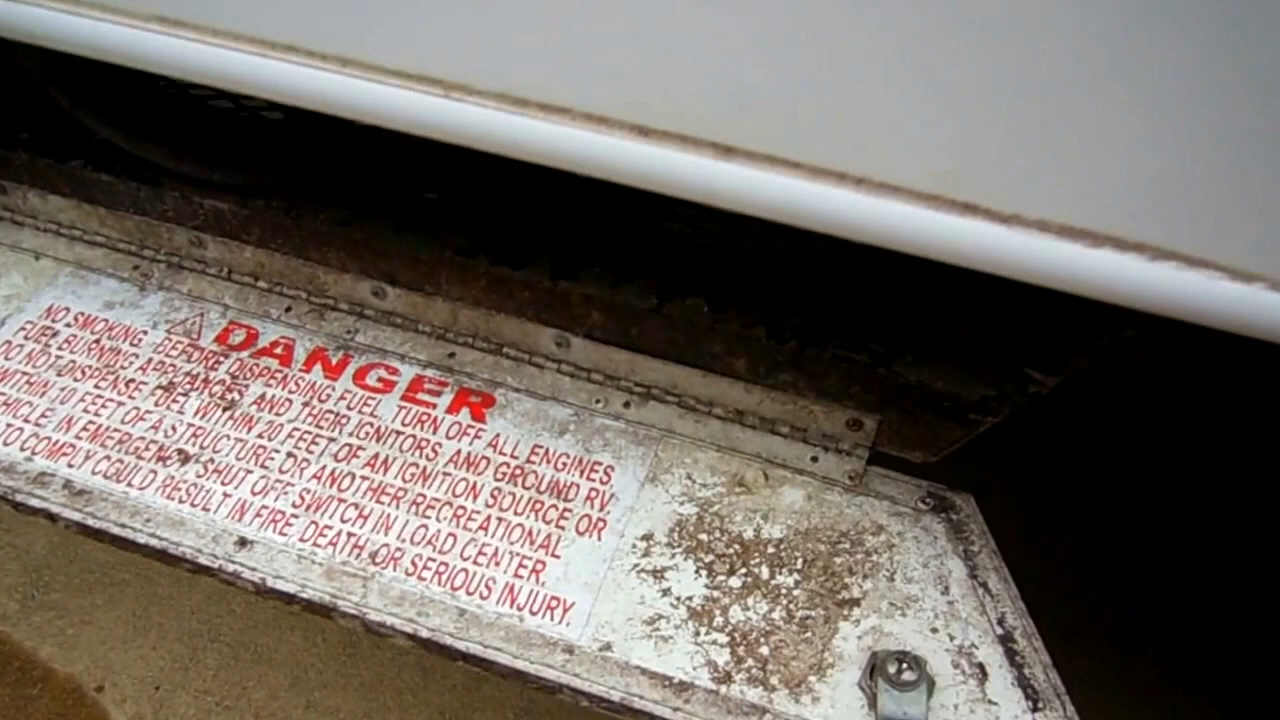 DANGER
NO SMOKING, BEFORE DISPENSING FUEL, TURN OFF ALL ENGINES,
FUEL BURNING APPLIANCES, AND THEIR IGNITORS, AND GROUND RV.
DO NOT DISPENSE FUEL WITHIN 20 FEET OF AN IGNITION SOURCE OR
WITHIN 10 FEET OF A STRUCTURE OR ANOTHER RECREATIONAL
VEHICLE. IN EMERGENCY SHUT OFF SWITCH IN LOAD CENTER.
TO COMPLY COULD RESULT IN FIRE, DEATH OR SERIOUS INJURY.